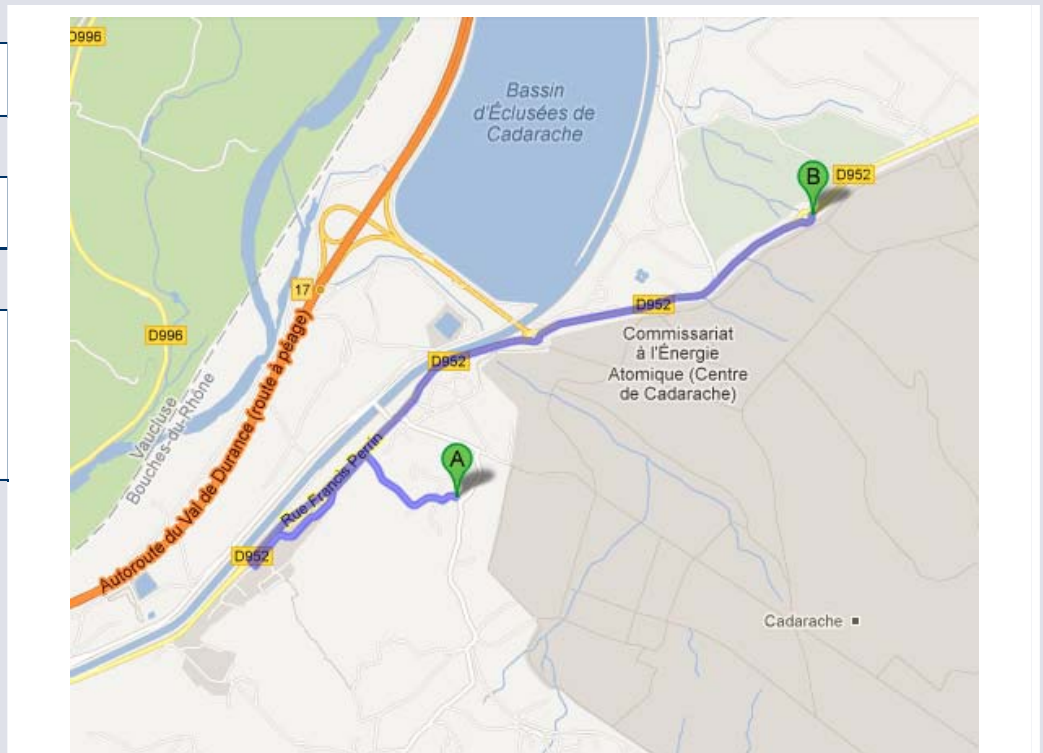 D996
Bassin
d'Éclusées de
Cadarache
B
D952
17
D952
D996
Commissariat
à l'Énergie
Atomique (Centre
de Cadarache)
D952
Vaucluse
Bouches-du-Rhône
Autoroute du Val de Durance (route à péage)
A
Rue Francis Perrin
D952
Cadarache